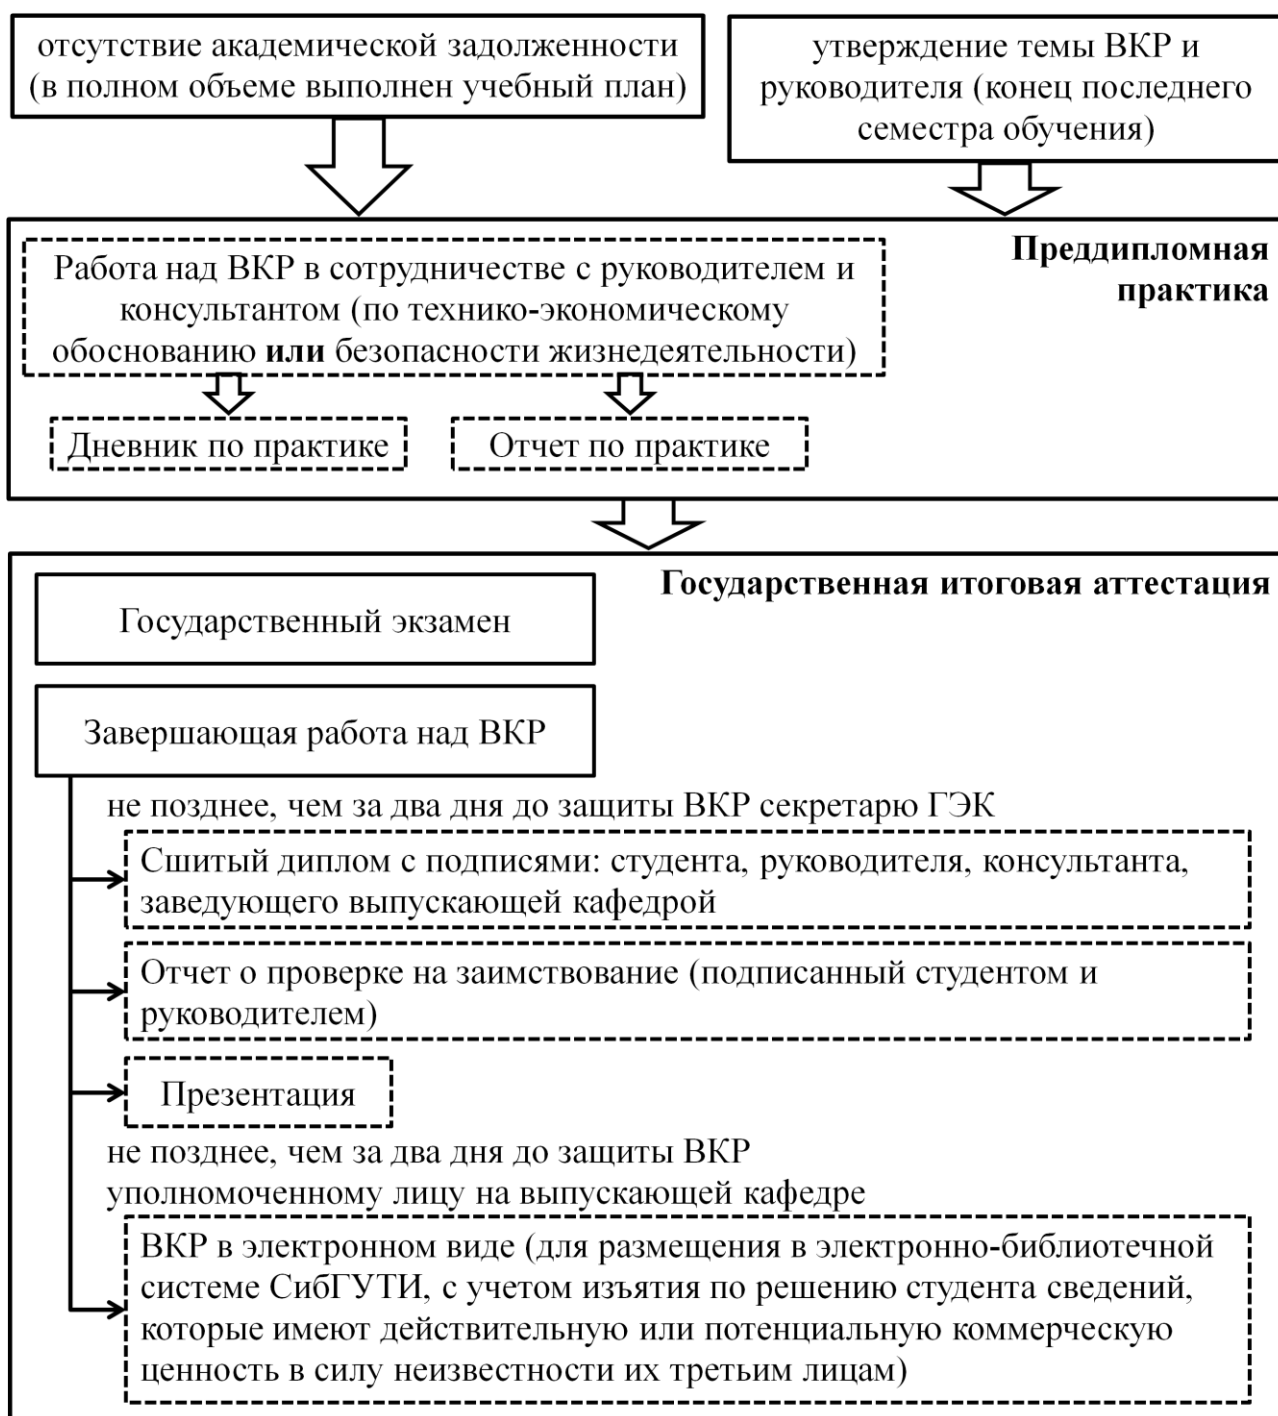 отсутствие академической задолженности
(в полном объеме выполнен учебный план)
утверждение темы ВКР и
руководителя (конец последнего
семестра обучения)
Преддипломная
практика
Работа над ВКР в сотрудничестве с руководителем и
консультантом (по технико-экономическому
обоснованию или безопасности жизнедеятельности)
Дневник по практике
Отчет по практике
Государственная итоговая аттестация
Государственный экзамен
Завершающая работа над ВКР
не позднее, чем за два дня до защиты ВКР секретарю ГЭК
Сшитый диплом с подписями: студента, руководителя, консультанта,
заведующего выпускающей кафедрой
Отчет о проверке на заимствование (подписанный студентом и
руководителем)
Презентация
не позднее, чем за два дня до защиты ВКР
уполномоченному лицу на выпускающей кафедре
ВКР в электронном виде (для размещения в электронно-библиотечной
системе СибГУТИ, с учетом изъятия по решению студента сведений,
которые имеют действительную или потенциальную коммерческую
ценность в силу неизвестности их третьим лицам)